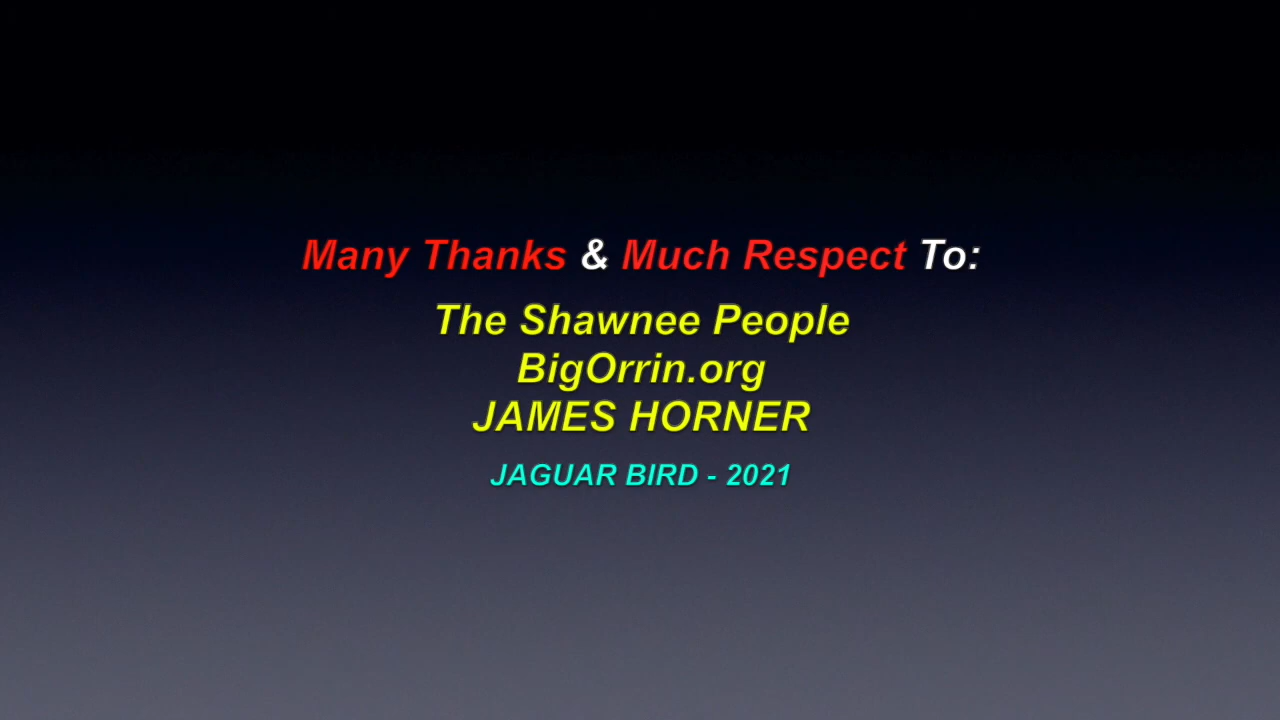 Many Thanks & Much Respect To:
The Shawnee People
BigOrrin.org
JAMES HORNER
JAGUAR BIRD - 2021